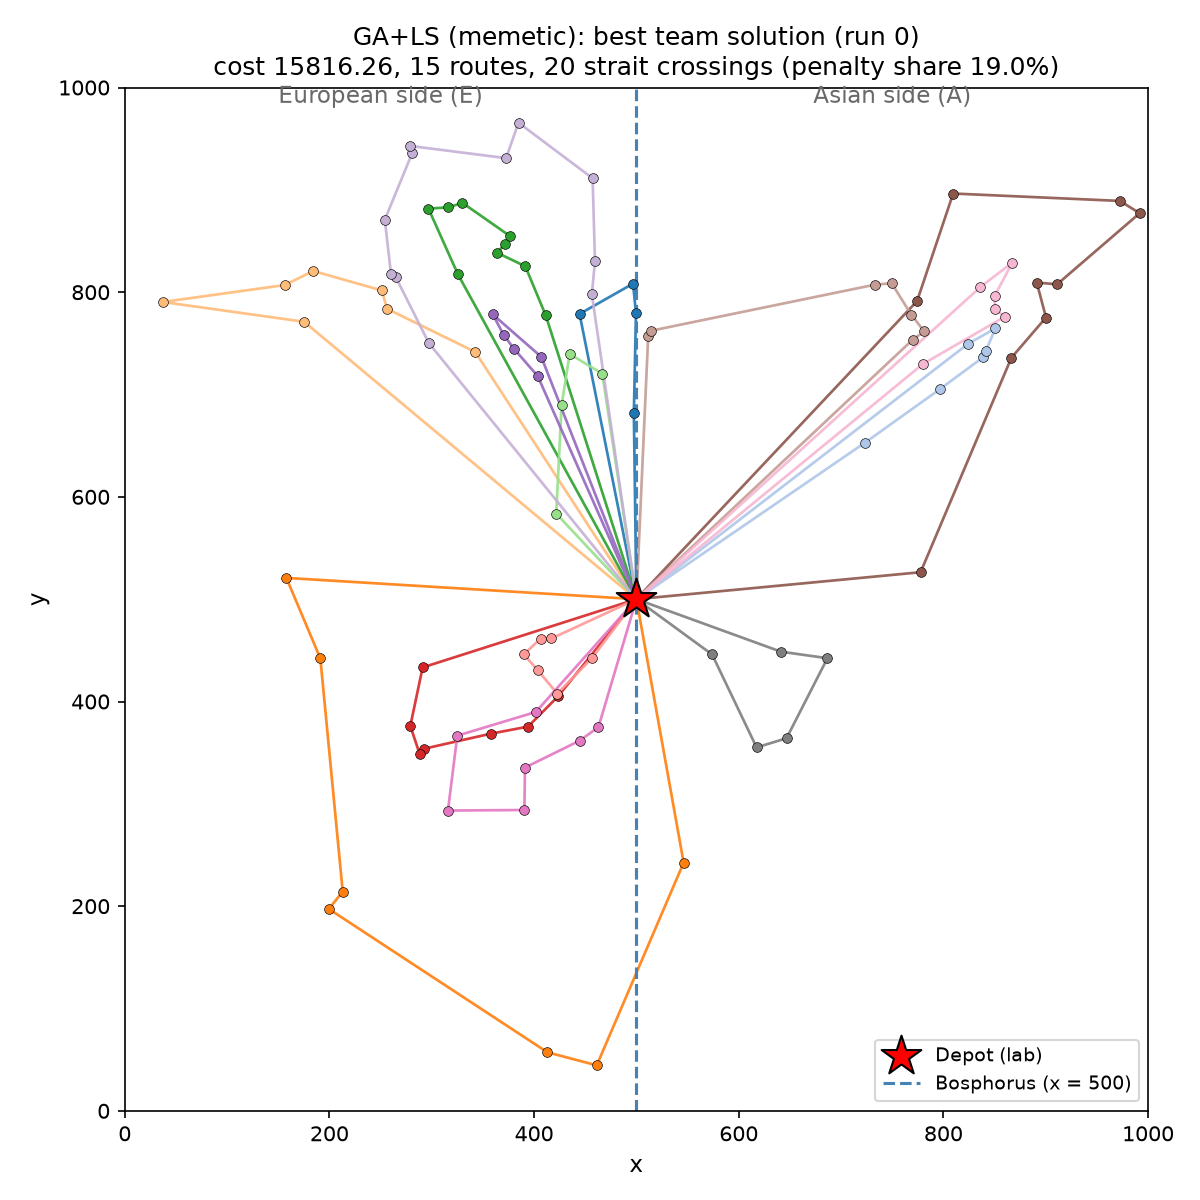 GA+LS (memetic): best team solution (run 0)
cost 15816.26, 15 routes, 20 strait crossings (penalty share 19.0%)
European side (E)
Asian side (A)
1000
800
600
400
200
0
y
0
200
400
600
800
1000
x
Depot (lab)
Bosphorus (x = 500)